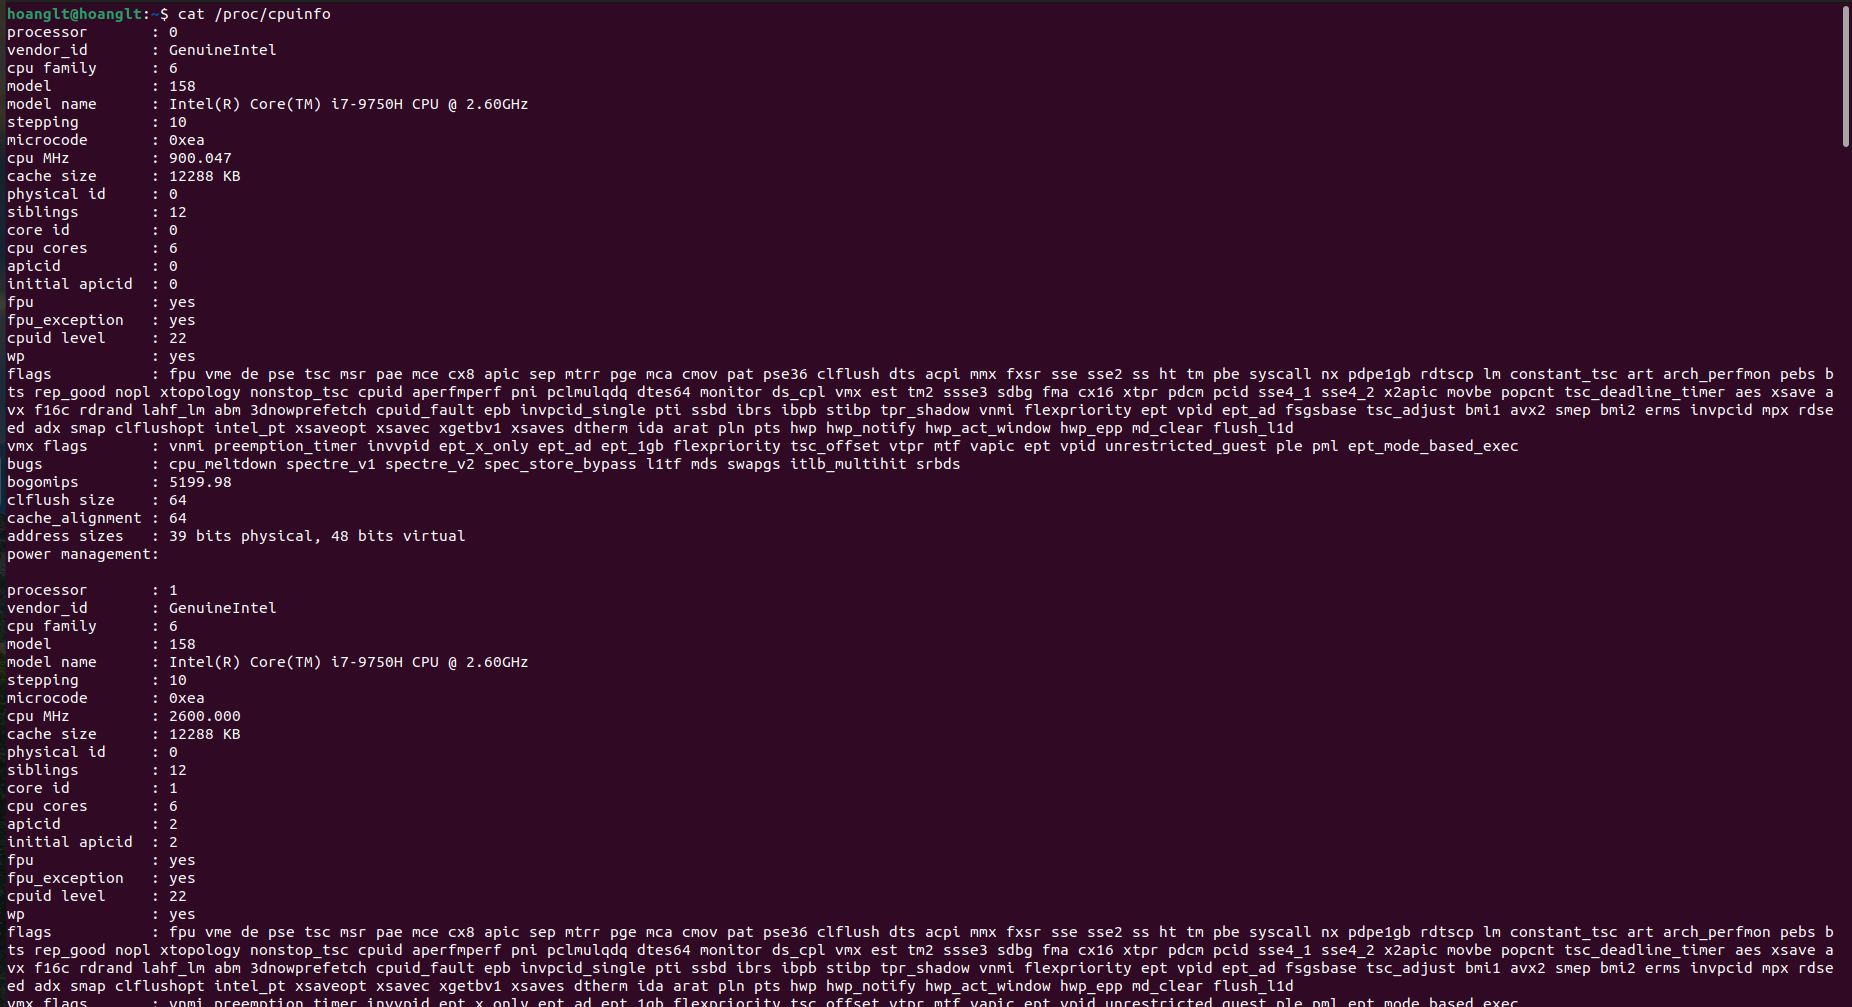 hoanglt@hoanglt:~$ cat /proc/cpuinfo
processor       : 0
vendor_id       : GenuineIntel
cpu family      : 6
model           : 158
model name      : Intel(R) Core(TM) i7-9750H CPU @ 2.60GHz
stepping        : 10
microcode       : 0xea
cpu MHz         : 900.047
cache size      : 12288 KB
physical id     : 0
siblings        : 12
core id         : 0
cpu cores       : 6
apicid          : 0
initial apicid  : 0
fpu             : yes
fpu_exception   : yes
cpuid level     : 22
wp              : yes
flags           : fpu vme de pse tsc msr pae mce cx8 apic sep mtrr pge mca cmov pat pse36 clflush dts acpi mmx fxsr sse sse2 ss ht tm pbe syscall nx pdpe1gb rdtscp lm constant_tsc art arch_perfmon pebs b
ts rep_good nopl xtopology nonstop_tsc cpuid aperfmperf pni pclmulqdq dtes64 monitor ds_cpl vmx est tm2 ssse3 sdbg fma cx16 xtpr pdcm pcid sse4_1 sse4_2 x2apic movbe popcnt tsc_deadline_timer aes xsave a
vx f16c rdrand lahf_lm abm 3dnowprefetch cpuid_fault epb invpcid_single pti ssbd ibrs ibpb stibp tpr_shadow vnmi flexpriority ept vpid ept_ad fsgsbase tsc_adjust bmi1 avx2 smep bmi2 erms invpcid mpx rdse
ed adx smap clflushopt intel_pt xsaveopt xsavec xgetbv1 xsaves dtherm ida arat pln pts hwp hwp_notify hwp_act_window hwp_epp md_clear flush_l1d
vmx flags       : vnmi preemption_timer invvpid ept_x_only ept_ad ept_1gb flexpriority tsc_offset vtpr mtf vapic ept vpid unrestricted_guest ple pml ept_mode_based_exec
bugs            : cpu_meltdown spectre_v1 spectre_v2 spec_store_bypass l1tf mds swapgs itlb_multihit srbds
bogomips        : 5199.98
clflush size    : 64
cache_alignment : 64
address sizes   : 39 bits physical, 48 bits virtual
power management:

processor       : 1
vendor_id       : GenuineIntel
cpu family      : 6
model           : 158
model name      : Intel(R) Core(TM) i7-9750H CPU @ 2.60GHz
stepping        : 10
microcode       : 0xea
cpu MHz         : 2600.000
cache size      : 12288 KB
physical id     : 0
siblings        : 12
core id         : 1
cpu cores       : 6
apicid          : 2
initial apicid  : 2
fpu             : yes
fpu_exception   : yes
cpuid level     : 22
wp              : yes
flags           : fpu vme de pse tsc msr pae mce cx8 apic sep mtrr pge mca cmov pat pse36 clflush dts acpi mmx fxsr sse sse2 ss ht tm pbe syscall nx pdpe1gb rdtscp lm constant_tsc art arch_perfmon pebs b
ts rep_good nopl xtopology nonstop_tsc cpuid aperfmperf pni pclmulqdq dtes64 monitor ds_cpl vmx est tm2 ssse3 sdbg fma cx16 xtpr pdcm pcid sse4_1 sse4_2 x2apic movbe popcnt tsc_deadline_timer aes xsave a
vx f16c rdrand lahf_lm abm 3dnowprefetch cpuid_fault epb invpcid_single pti ssbd ibrs ibpb stibp tpr_shadow vnmi flexpriority ept vpid ept_ad fsgsbase tsc_adjust bmi1 avx2 smep bmi2 erms invpcid mpx rdse
ed adx smap clflushopt intel_pt xsaveopt xsavec xgetbv1 xsaves dtherm ida arat pln pts hwp hwp_notify hwp_act_window hwp_epp md_clear flush_l1d
vmx flags       : vnmi preemption_timer invvpid ept_x_only ept_ad ept_1gb flexpriority tsc_offset vtpr mtf vapic ept vpid unrestricted_guest ple pml ept_mode_based_exec